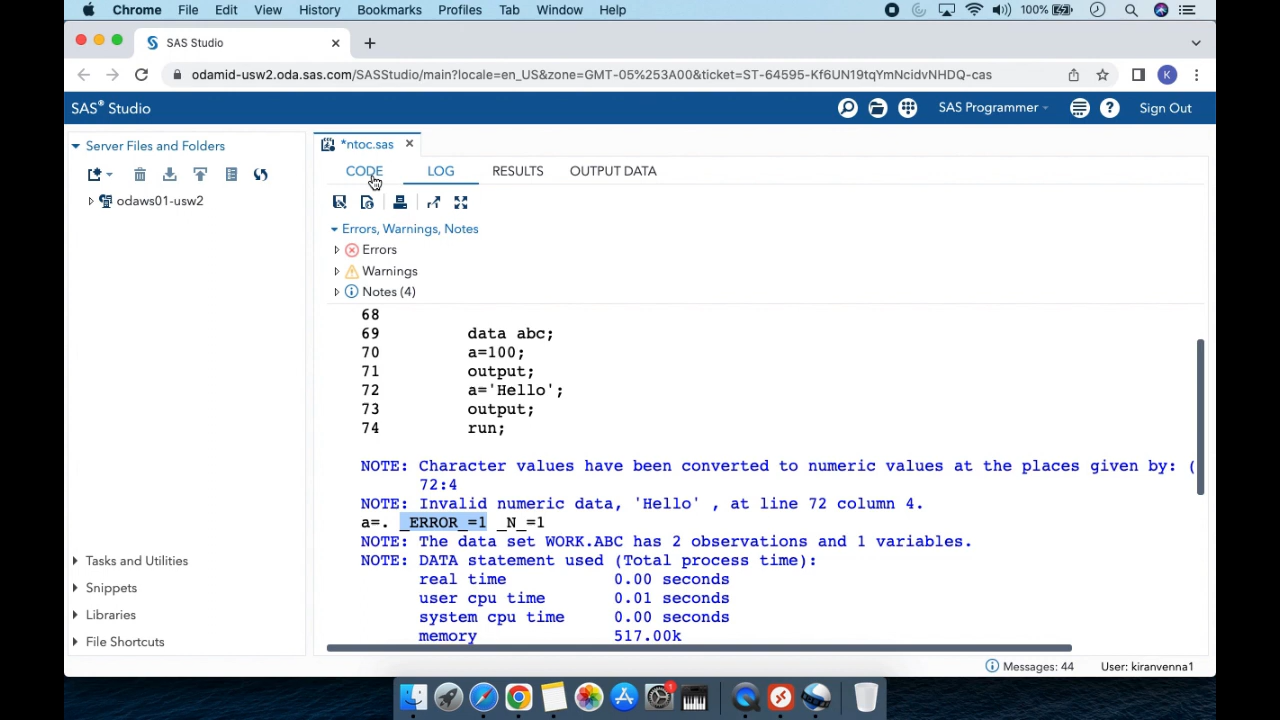 Chrome File Edit View History Bookmarks Profiles Tab Window Help 100%
SAS Studio
odamid-usw2.oda.sas.com/SASStudio/main?locale=en_US&zone=GMT-05%253A00&ticket=ST-64595-Kf6UN19tqYmNcidvNHDQ-cas K
SAS® Studio SAS Programmer Sign Out
Server Files and Folders
odaws01-usw2
Tasks and Utilities
Snippets
Libraries
File Shortcuts
*ntoc.sas
CODE LOG RESULTS OUTPUT DATA
Errors, Warnings, Notes
Errors
Warnings
Notes (4)
68
69 data abc;
70 a=100;
71 output;
72 a='Hello';
73 output;
74 run;
NOTE: Character values have been converted to numeric values at the places given by: (
72:4
NOTE: Invalid numeric data, 'Hello' , at line 72 column 4.
a=. _ERROR_=1 _N_=1
NOTE: The data set WORK.ABC has 2 observations and 1 variables.
NOTE: DATA statement used (Total process time):
real time 0.00 seconds
user cpu time 0.01 seconds
system cpu time 0.00 seconds
memory 517.00k
Messages: 44 User: kiranvenna1
1